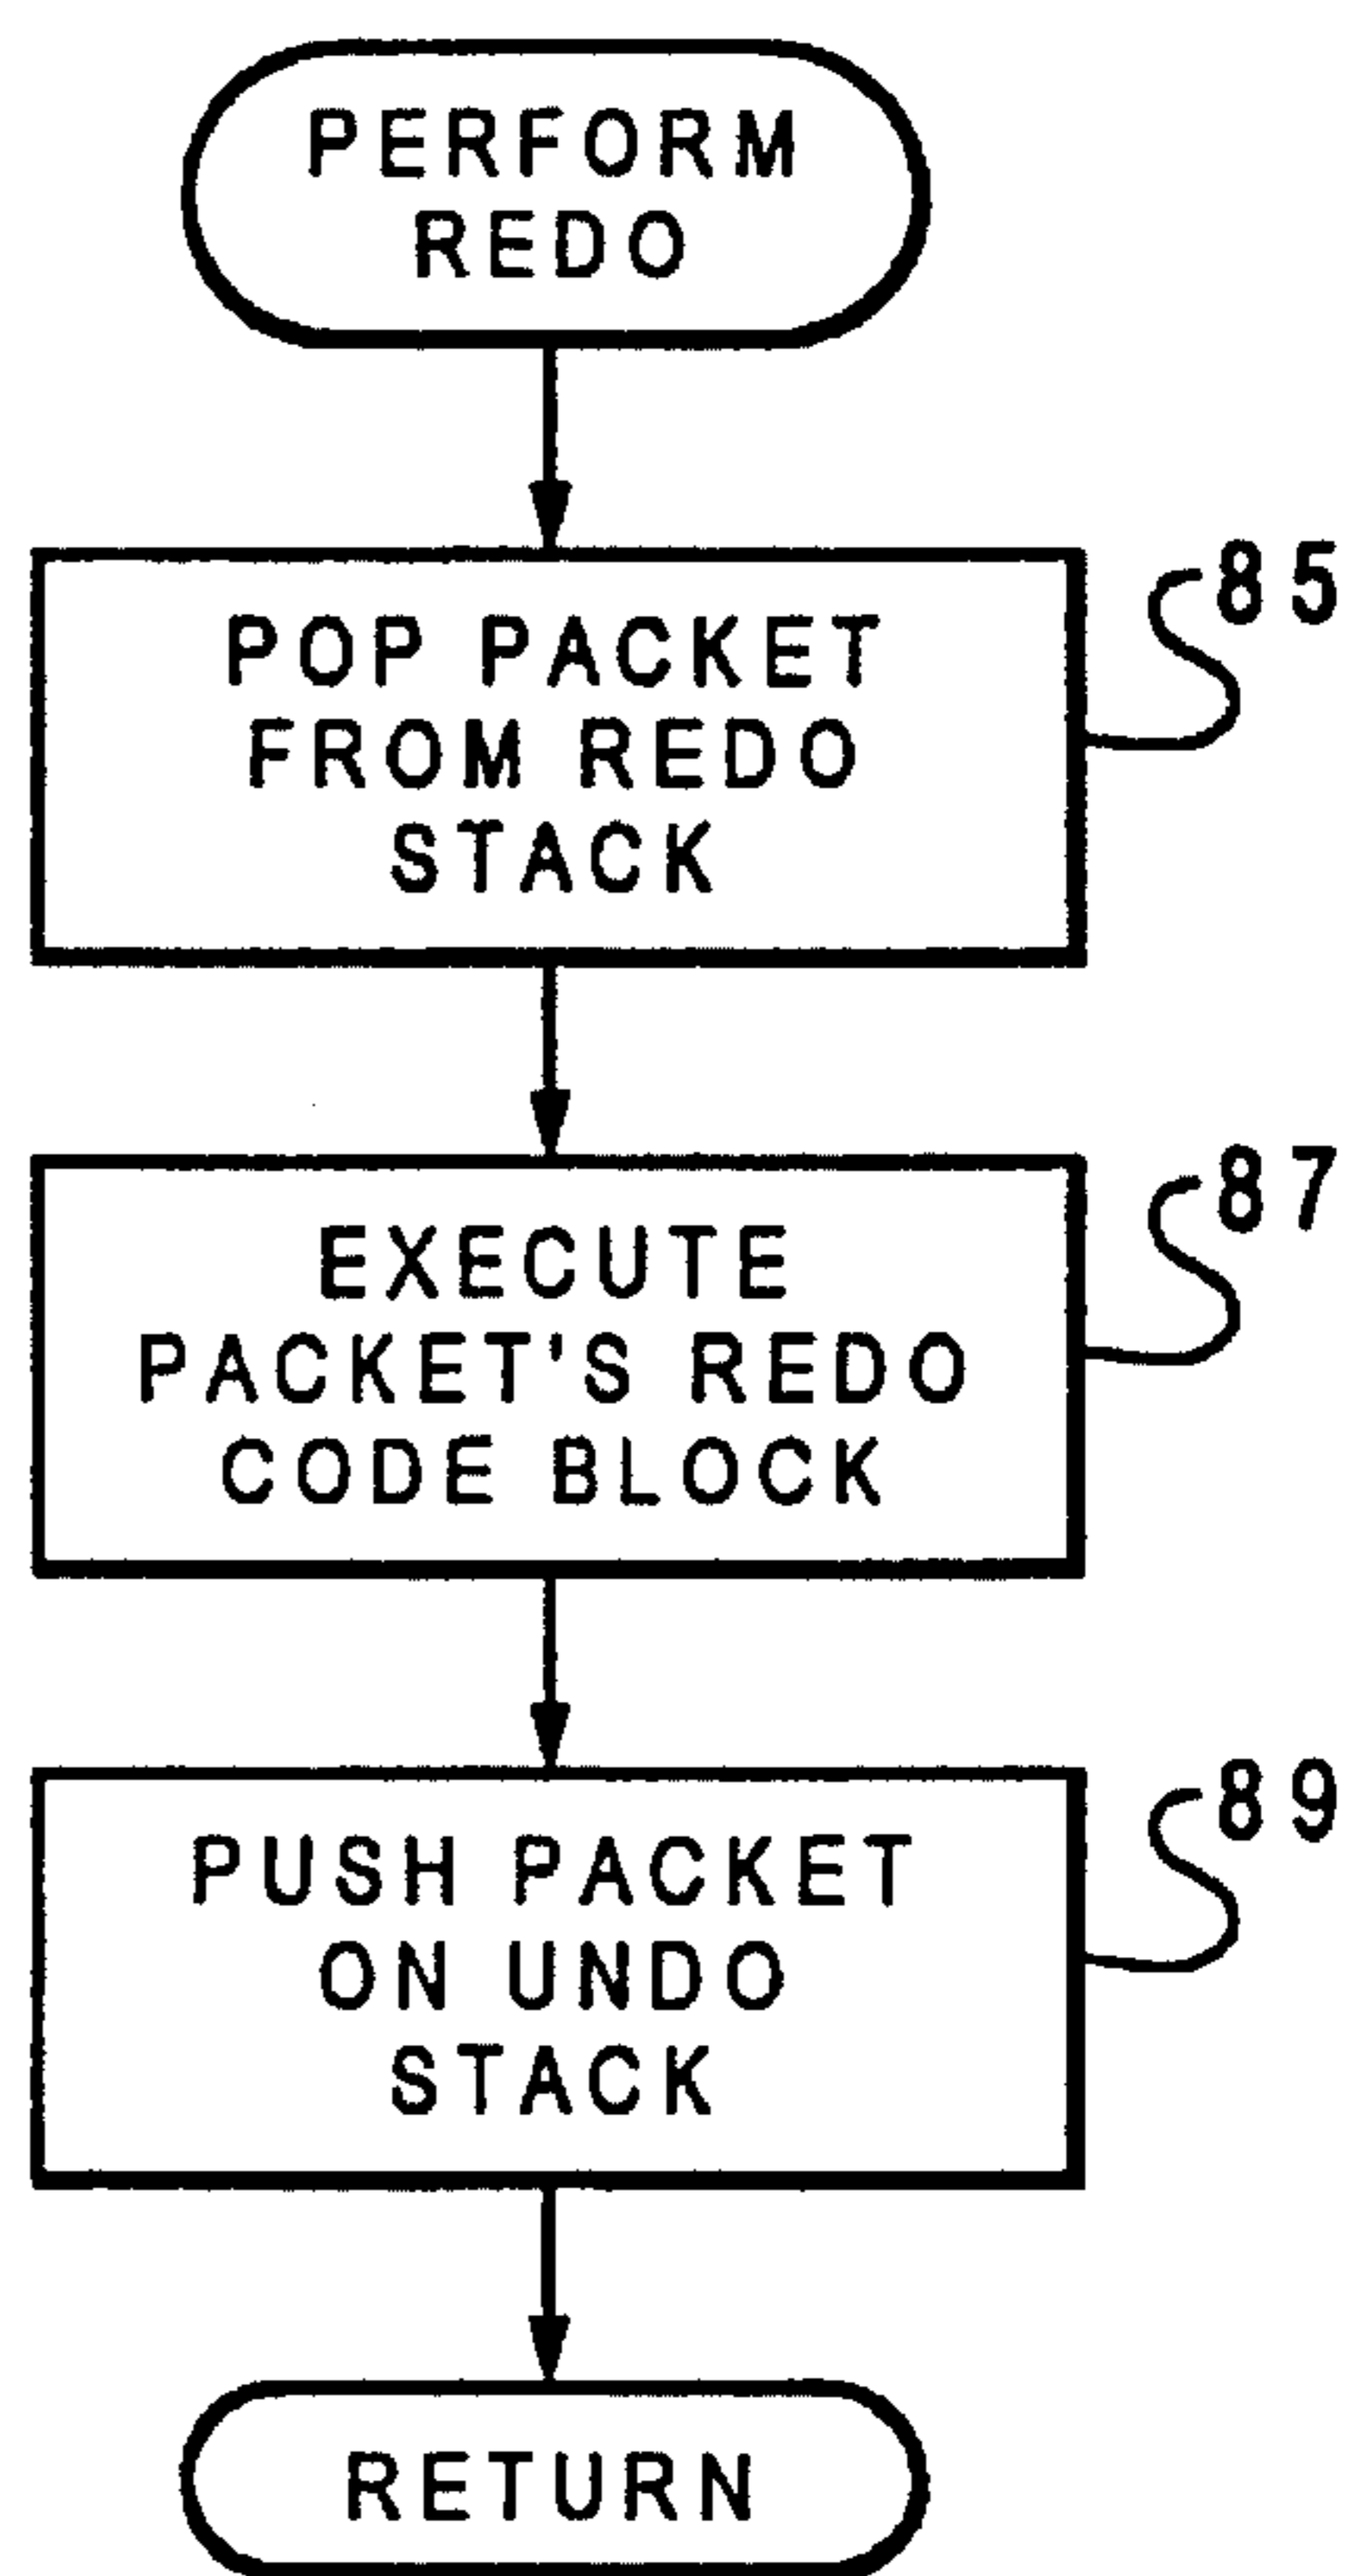 PERFORM
REDO
85
POP PACKET
FROM REDO
STACK
87
EXECUTE
PACKET'S REDO
CODE BLOCK
89
PUSH PACKET
ON UNDO
STACK
RETURN